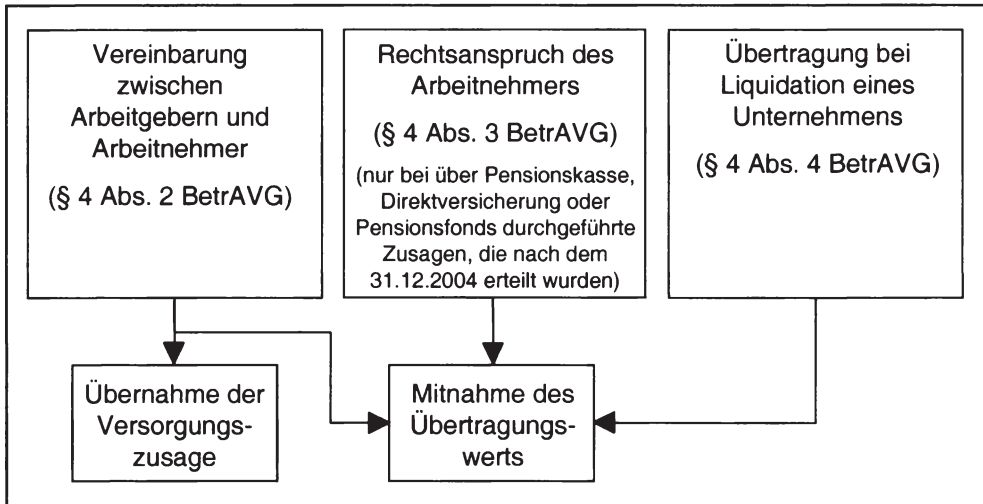 Vereinbarung
zwischen
Arbeitgebern und
Arbeitnehmer
(§ 4 Abs. 2 BetrAVG)
Rechtsanspruch des
Arbeitnehmers
(§ 4 Abs. 3 BetrAVG)
(nur bei über Pensionskasse,
Direktversicherung oder
Pensionsfonds durchgeführte
Zusagen, die nach dem
31.12.2004 erteilt wurden)
Übertragung bei
Liquidation eines
Unternehmens
(§ 4 Abs. 4 BetrAVG)
Übernahme der
Versorgungs-
zusage
Mitnahme des
Übertragungs-
werts